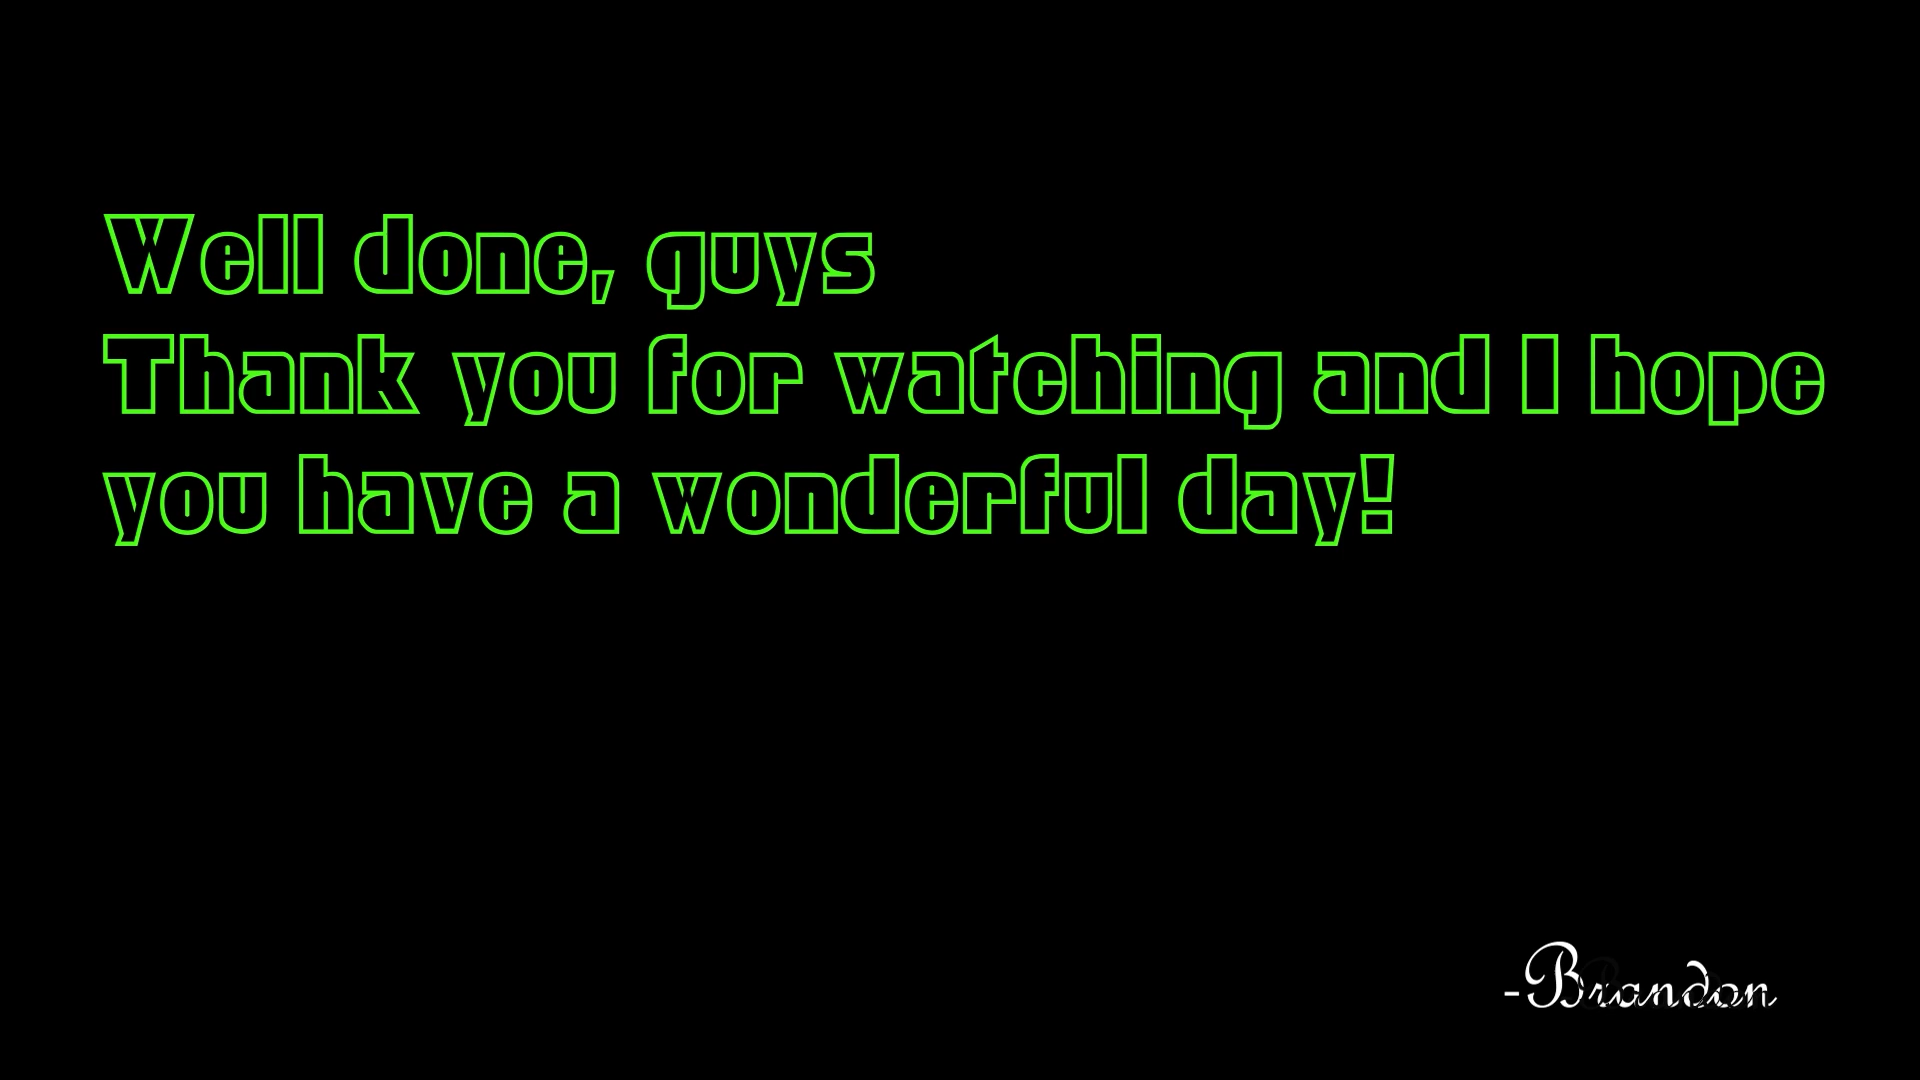 Well done, guys
Thank you for watching and I hope
you have a wonderful day!
-Brandon